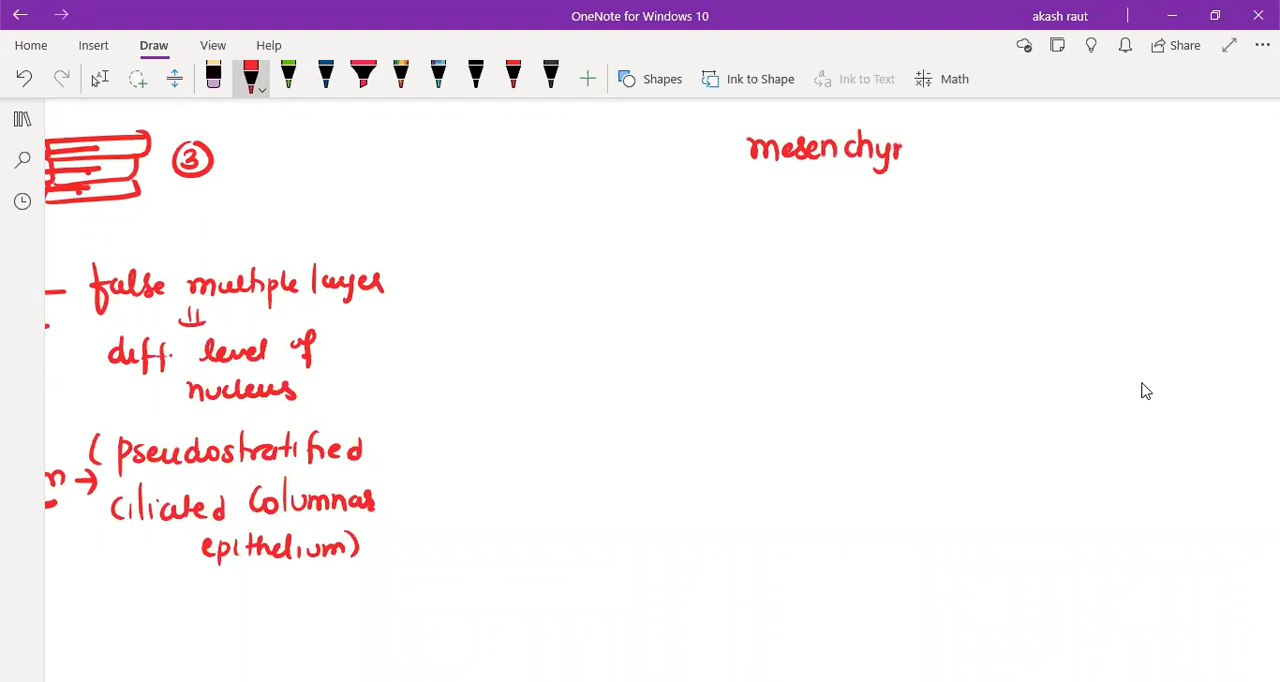 OneNote for Windows 10
akash raut
Home Insert Draw View Help
Share
Shapes
Ink to Shape
Ink to Text
Math
3
mesenchyr
— false multiple layer
diff. level of
nucleus
n → ( pseudostratified
ciliated columnar
epithelium)